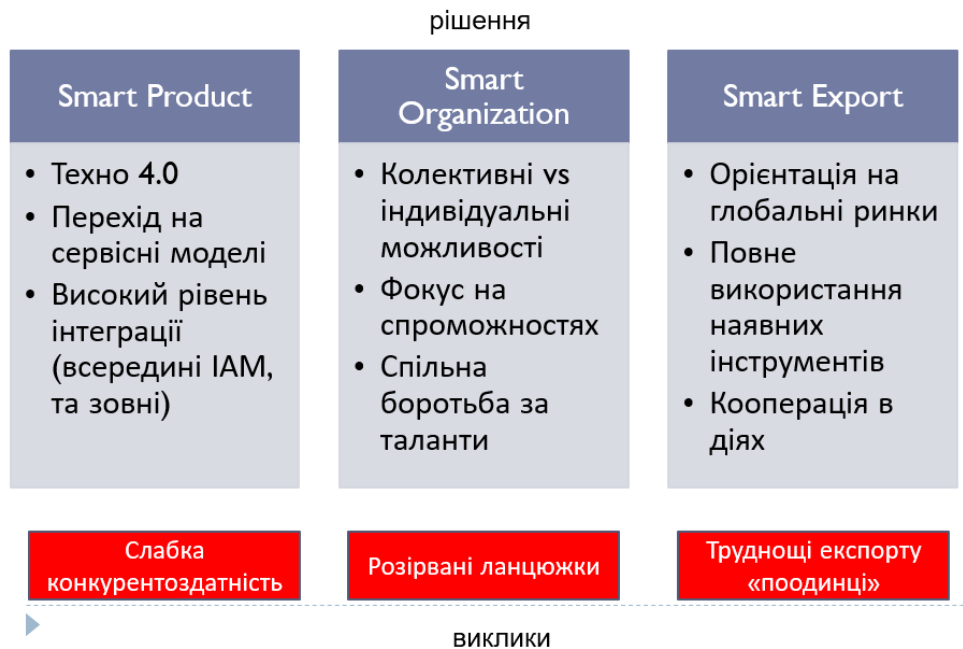 рішення
Smart Product
• Техно 4.0
• Перехід на
сервісні моделі
• Високий рівень
інтеграції
(всередині ІАМ,
та зовні)
Smart
Organization
• Колективні vs
індивідуальні
можливості
• Фокус на
спроможностях
• Спільна
боротьба за
таланти
Smart Export
• Орієнтація на
глобальні ринки
• Повне
використання
наявних
інструментів
• Кооперація в
діях
Слабка
конкурентоздатність
Розірвані ланцюжки
Труднощі експорту
«поодинці»
виклики